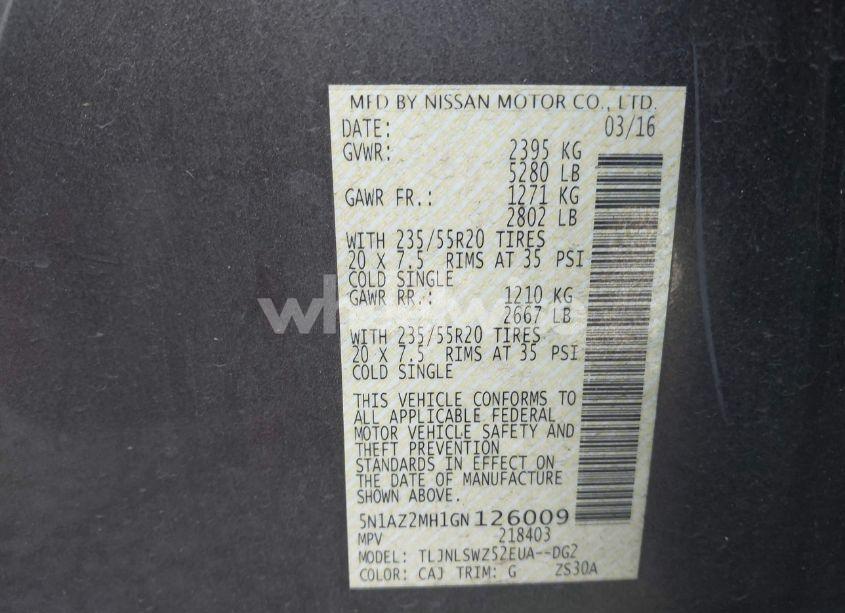 MFD BY NISSAN MOTOR CO., LTD.
DATE: 03/16
GVWR: 2395 KG
5280 LB
GAWR FR.: 1271 KG
2802 LB
WITH 235/55R20 TIRES
20 X 7.5 RIMS AT 35 PSI
COLD SINGLE
GAWR RR.: 1210 KG
2667 LB
WITH 235/55R20 TIRES
20 X 7.5 RIMS AT 35 PSI
COLD SINGLE
THIS VEHICLE CONFORMS TO
ALL APPLICABLE FEDERAL
MOTOR VEHICLE SAFETY AND
THEFT PREVENTION
STANDARDS IN EFFECT ON
THE DATE OF MANUFACTURE
SHOWN ABOVE.
5N1AZ2MH1GN126009
MPV 218403
MODEL: TLJNLSWZ52EUA--DG2
COLOR: CAJ TRIM: G ZS30A